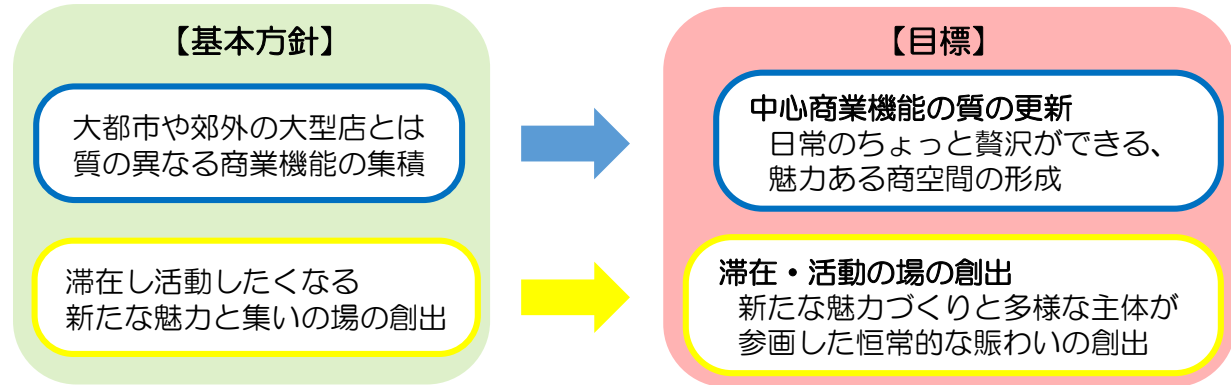 【基本方針】
大都市や郊外の大型店とは
質の異なる商業機能の集積
滞在し活動したくなる
新たな魅力と集いの場の創出
【目標】
中心商業機能の質の更新
日常のちょっと贅沢ができる、
魅力ある商空間の形成
滞在・活動の場の創出
新たな魅力づくりと多様な主体が
参画した恒常的な賑わいの創出